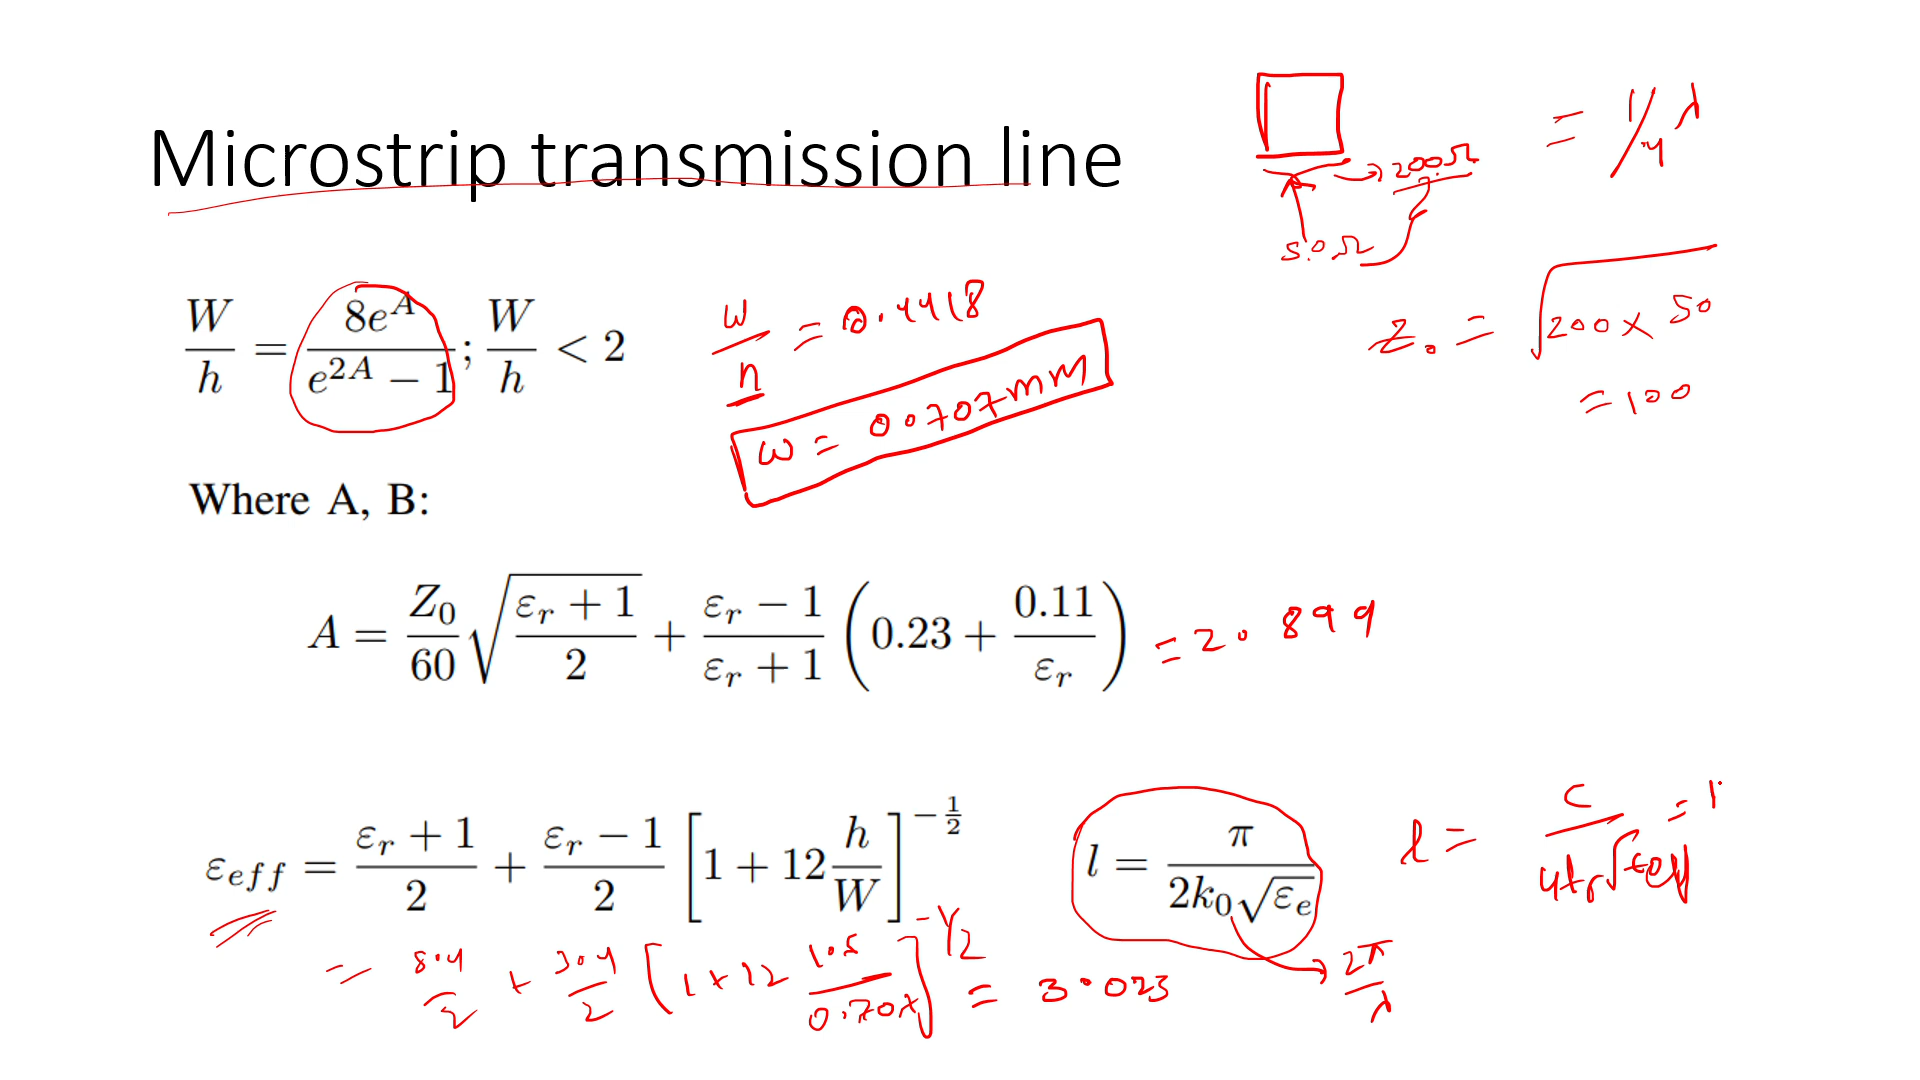 Microstrip transmission line
→ 200Ω
50Ω
= 1/4 λ
W/h = 8e^A / (e^{2A} − 1) ; W/h < 2
w/h = 0.4418
w = 0.707mm
Z₀ = √(200 × 50)
= 100
Where A, B:
A = Z₀/60 √((εr + 1)/2) + (εr − 1)/(εr + 1) (0.23 + 0.11/εr) = 2.899
εeff = (εr + 1)/2 + (εr − 1)/2 [1 + 12 h/W]^{−1/2}
= 5.4/2 + 3.4/2 [1 + 12 1.5/0.707]^{−1/2} = 3.023
l = π / (2k₀√εe)
→ 2π/λ
l = c / (4fr√εeff) = 1